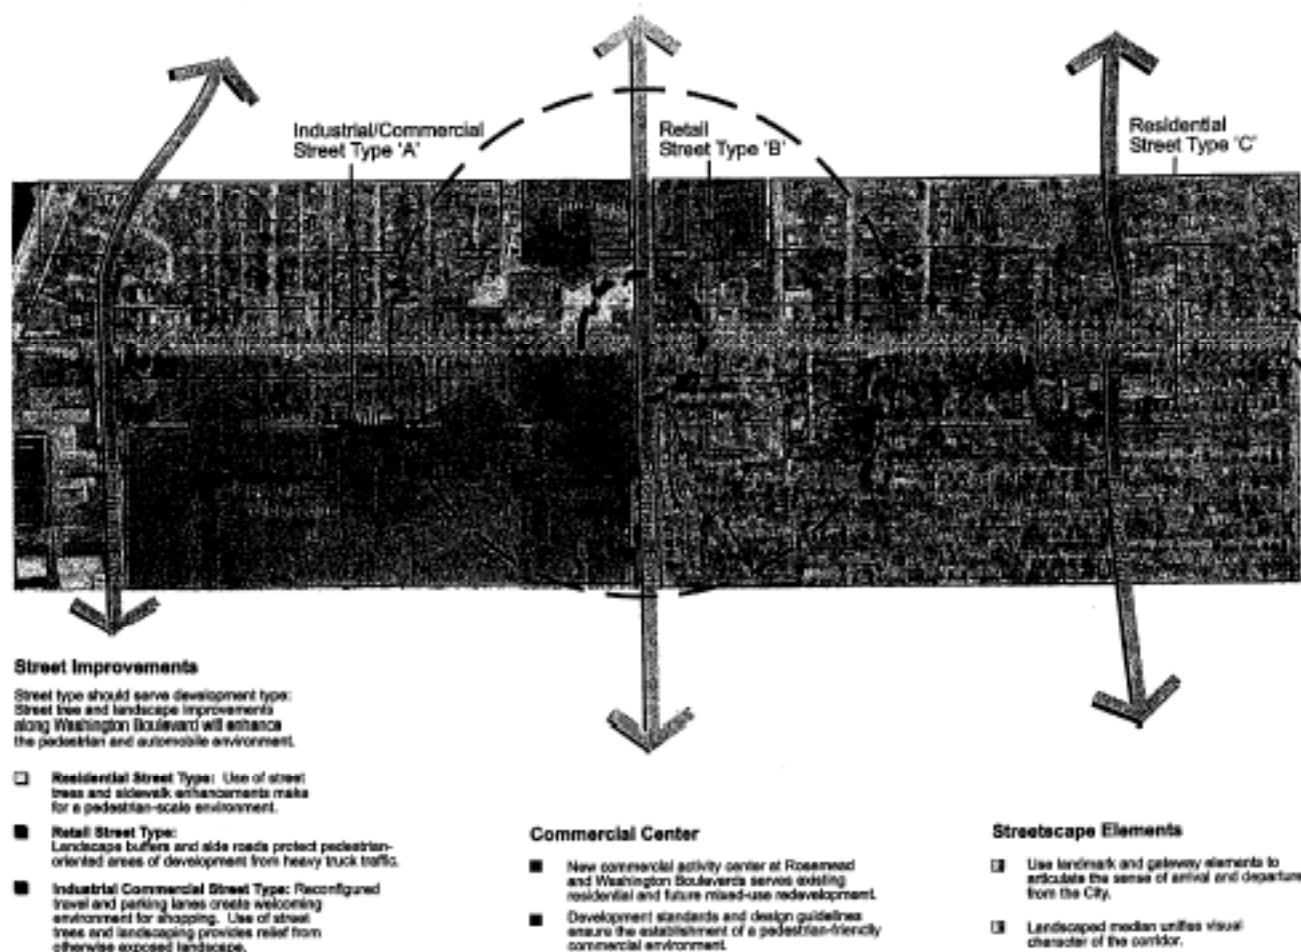 Industrial/Commercial
Street Type 'A'
Retail
Street Type 'B'
Residential
Street Type 'C'
Street Improvements
Street type should serve development type:
Street tree and landscape improvements
along Washington Boulevard will enhance
the pedestrian and automobile environment.
Residential Street Type: Use of street
trees and sidewalk enhancements make
for a pedestrian-scale environment.
Retail Street Type:
Landscape buffers and side roads protect pedestrian-
oriented areas of development from heavy truck traffic.
Industrial Commercial Street Type: Reconfigured
travel and parking lanes create welcoming
environment for shopping. Use of street
trees and landscaping provides relief from
otherwise exposed landscape.
Commercial Center
New commercial activity center at Rosemead
and Washington Boulevards serves existing
residential and future mixed-use redevelopment.
Development standards and design guidelines
ensure the establishment of a pedestrian-friendly
commercial environment.
Streetscape Elements
Use landmark and gateway elements to
articulate the sense of arrival and departure
from the City.
Landscaped median unifies visual
character of the corridor.